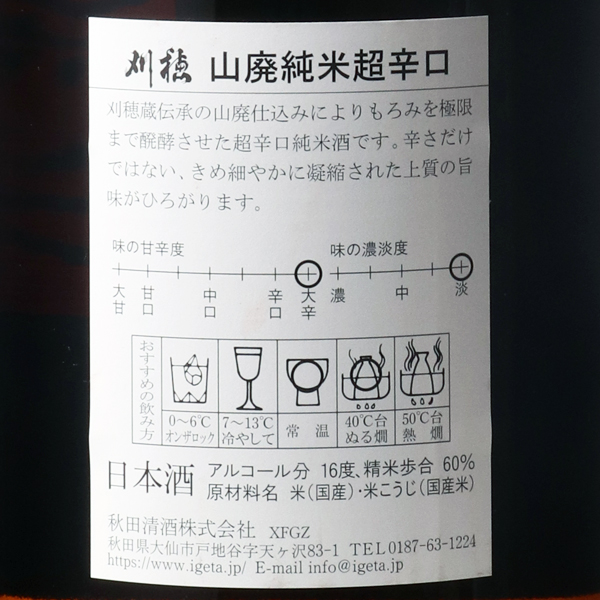 刈穂 山廃純米超辛口
刈穂蔵伝承の山廃仕込みによりもろみを極限
まで醗酵させた超辛口純米酒です。辛さだけ
ではない、きめ細やかに凝縮された上質の旨
味がひろがります。
味の甘辛度
大甘 甘口 中口 辛口 大辛
味の濃淡度
濃 中 淡
おすすめの飲み方
0～6℃ オンザロック
7～13℃ 冷やして
常 温
40℃台 ぬる燗
50℃台 熱 燗
日本酒 アルコール分 16度、精米歩合 60%
原材料名 米(国産)・米こうじ(国産米)
秋田清酒株式会社 XFGZ
秋田県大仙市戸地谷字天ヶ沢83-1 TEL0187-63-1224
https://www.igeta.jp/ E-mail info@igeta.jp